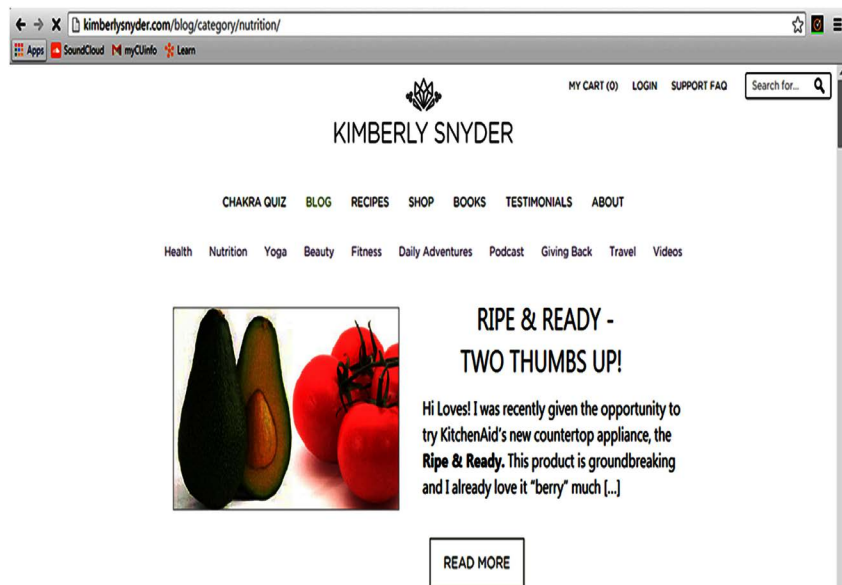 kimberlysnyder.com/blog/category/nutrition/
Apps SoundCloud myCUinfo Learn
MY CART (0) LOGIN SUPPORT FAQ Search for...
KIMBERLY SNYDER
CHAKRA QUIZ BLOG RECIPES SHOP BOOKS TESTIMONIALS ABOUT
Health Nutrition Yoga Beauty Fitness Daily Adventures Podcast Giving Back Travel Videos
RIPE & READY -
TWO THUMBS UP!
Hi Loves! I was recently given the opportunity to
try KitchenAid's new countertop appliance, the
Ripe & Ready. This product is groundbreaking
and I already love it "berry" much [...]
READ MORE